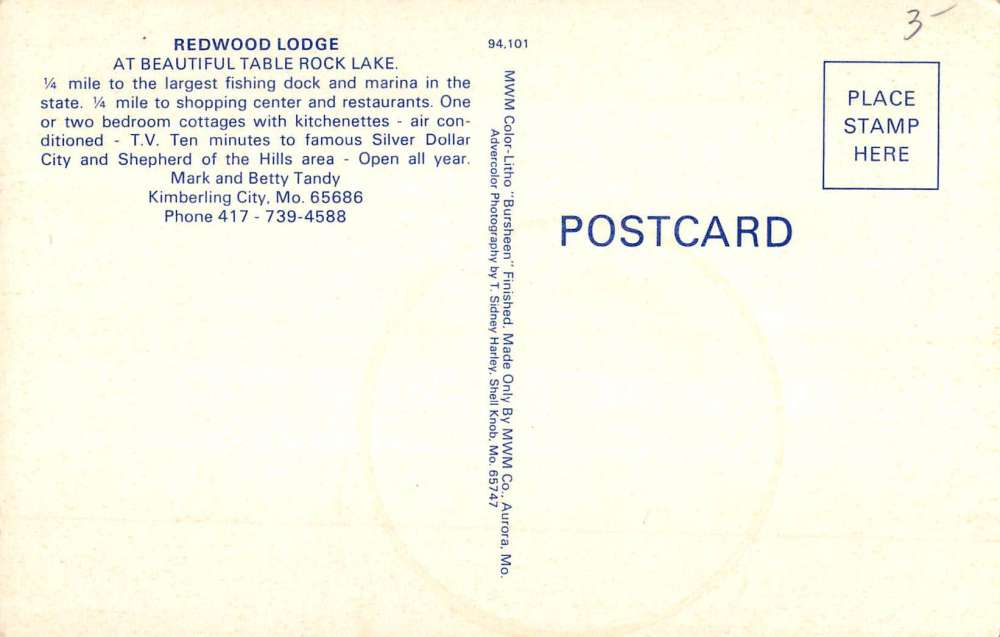 3-
REDWOOD LODGE
AT BEAUTIFUL TABLE ROCK LAKE.
¼ mile to the largest fishing dock and marina in the
state. ¼ mile to shopping center and restaurants. One
or two bedroom cottages with kitchenettes - air con-
ditioned - T.V. Ten minutes to famous Silver Dollar
City and Shepherd of the Hills area - Open all year.
Mark and Betty Tandy
Kimberling City, Mo. 65686
Phone 417 - 739-4588
94,101
MWM Color-Litho "Bursheen" Finished. Made Only By MWM Co., Aurora, Mo.
Advercolor Photography by T. Sidney Harley, Shell Knob, Mo. 65747
PLACE
STAMP
HERE
POSTCARD